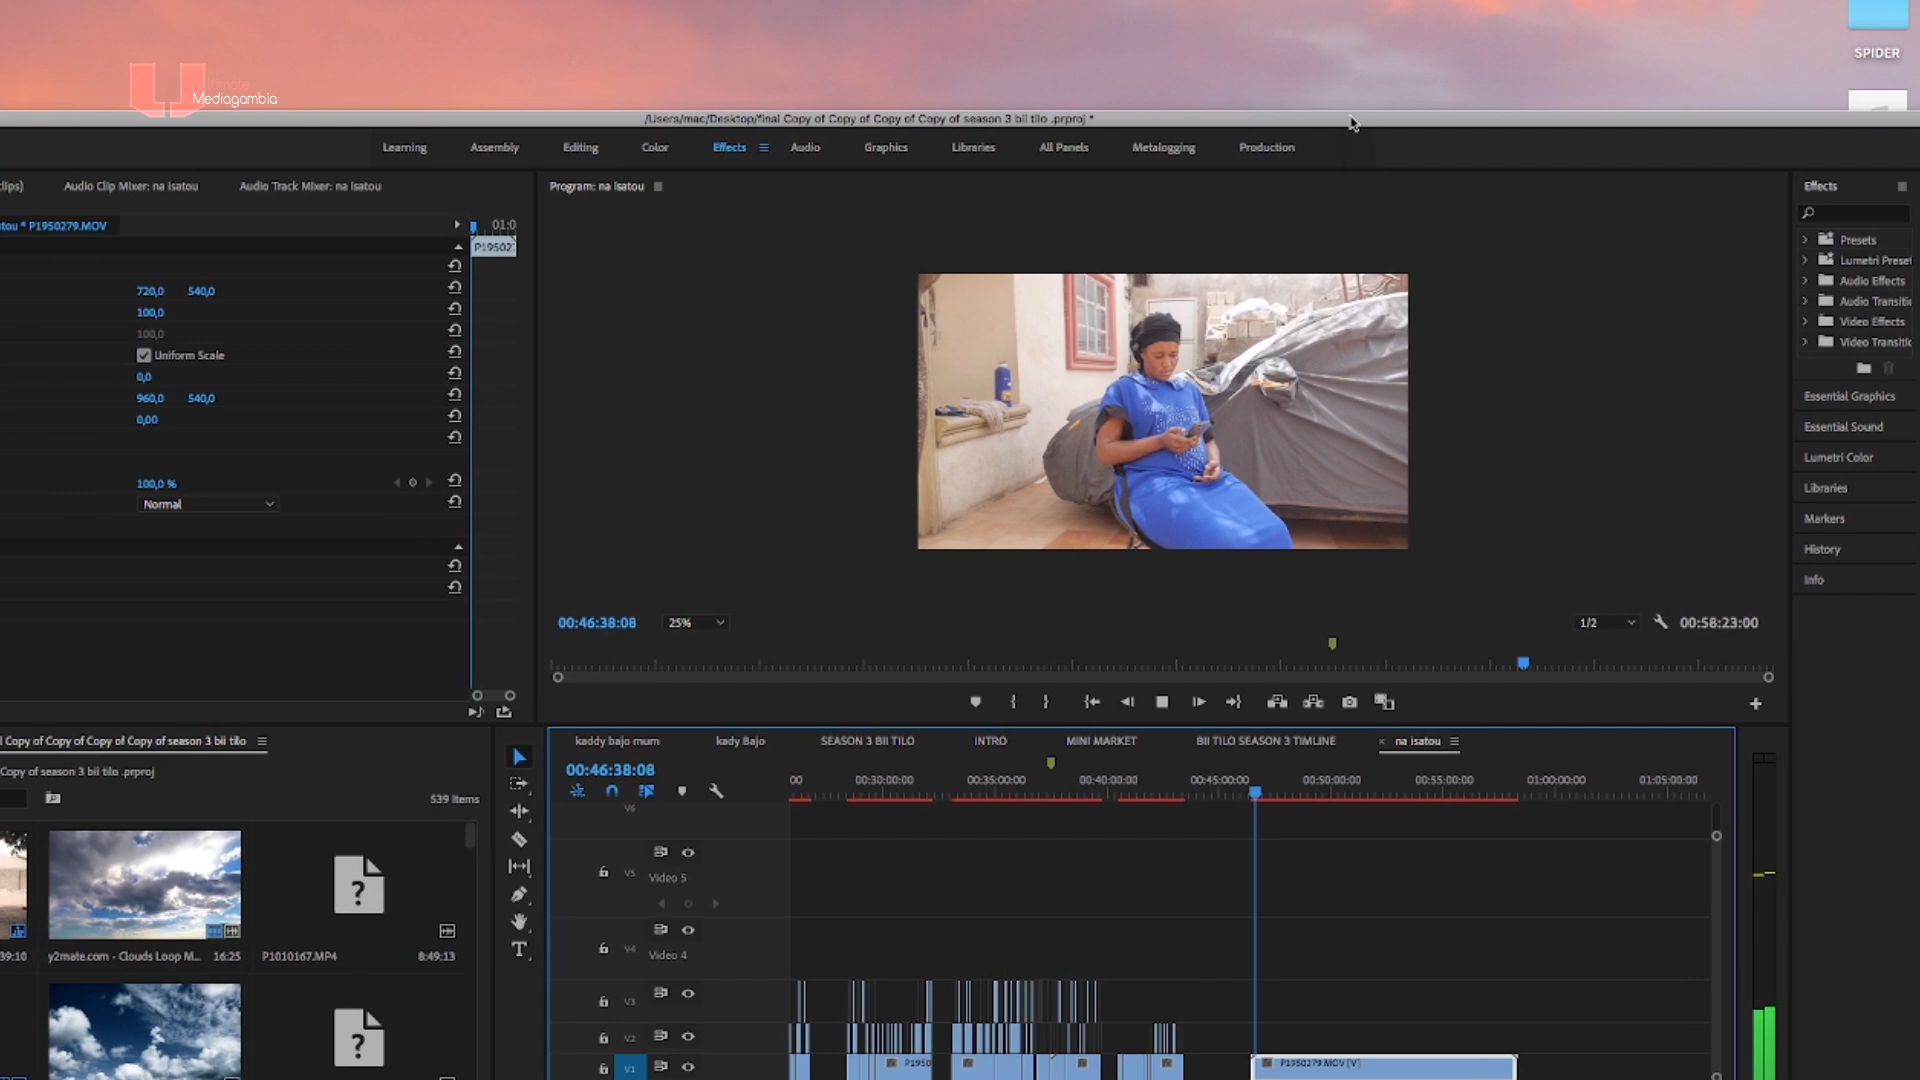 SPIDER
Mediagambia
/Users/mac/Desktop/final Copy of Copy of Copy of Copy of season 3 bii tilo .prproj *
Learning Assembly Editing Color Effects Audio Graphics Libraries All Panels Metalogging Production
clips) Audio Clip Mixer: na isatou Audio Track Mixer: na isatou
Program: na isatou
Effects
atou * P1950279.MOV
01:0
P19502
Presets
Lumetri Preset
Audio Effects
Audio Transitic
Video Effects
Video Transitic
720,0 540,0
100,0
100,0
Uniform Scale
0,0
960,0 540,0
0,00
100,0 %
Normal
Essential Graphics
Essential Sound
Lumetri Color
Libraries
Markers
History
Info
00:46:38:08 25% 1/2 00:58:23:00
l Copy of Copy of Copy of Copy of season 3 bii tilo
Copy of season 3 bii tilo .prproj
539 Items
39:10
y2mate.com - Clouds Loop M... 16:25
P1010167.MP4 8:49:13
kaddy bajo mum kady Bajo SEASON 3 BII TILO INTRO MINI MARKET BII TILO SEASON 3 TIMLINE × na isatou
00:46:38:08
00 00:30:00:00 00:35:00:00 00:40:00:00 00:45:00:00 00:50:00:00 00:55:00:00 01:00:00:00 01:05:00:00
V6
V5 Video 5
V4 Video 4
V3
V2
V1
P1950
P1950279.MOV [V]
T